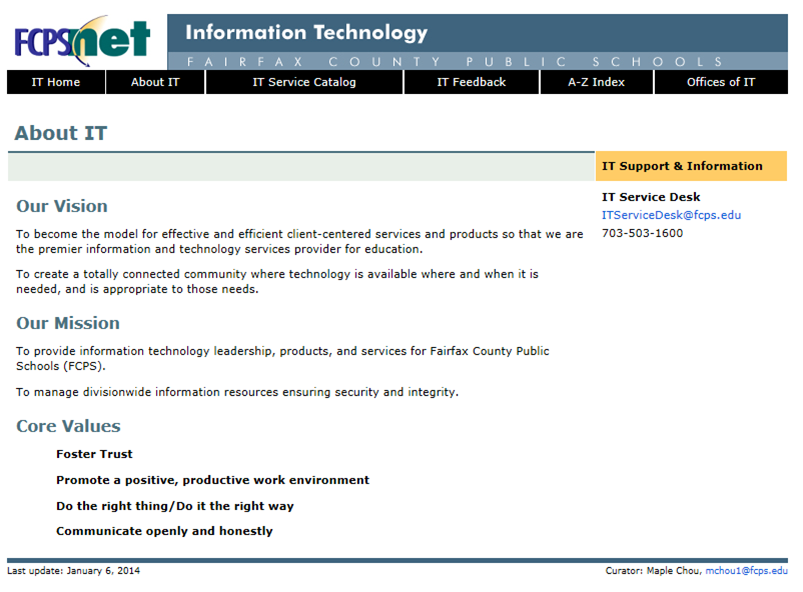 FCPSnet
Information Technology
FAIRFAX COUNTY PUBLIC SCHOOLS
IT Home About IT IT Service Catalog IT Feedback A-Z Index Offices of IT
About IT
IT Support & Information
IT Service Desk
ITServiceDesk@fcps.edu
703-503-1600
Our Vision
To become the model for effective and efficient client-centered services and products so that we are
the premier information and technology services provider for education.
To create a totally connected community where technology is available where and when it is
needed, and is appropriate to those needs.
Our Mission
To provide information technology leadership, products, and services for Fairfax County Public
Schools (FCPS).
To manage divisionwide information resources ensuring security and integrity.
Core Values
Foster Trust
Promote a positive, productive work environment
Do the right thing/Do it the right way
Communicate openly and honestly
Last update: January 6, 2014
Curator: Maple Chou, mchou1@fcps.edu